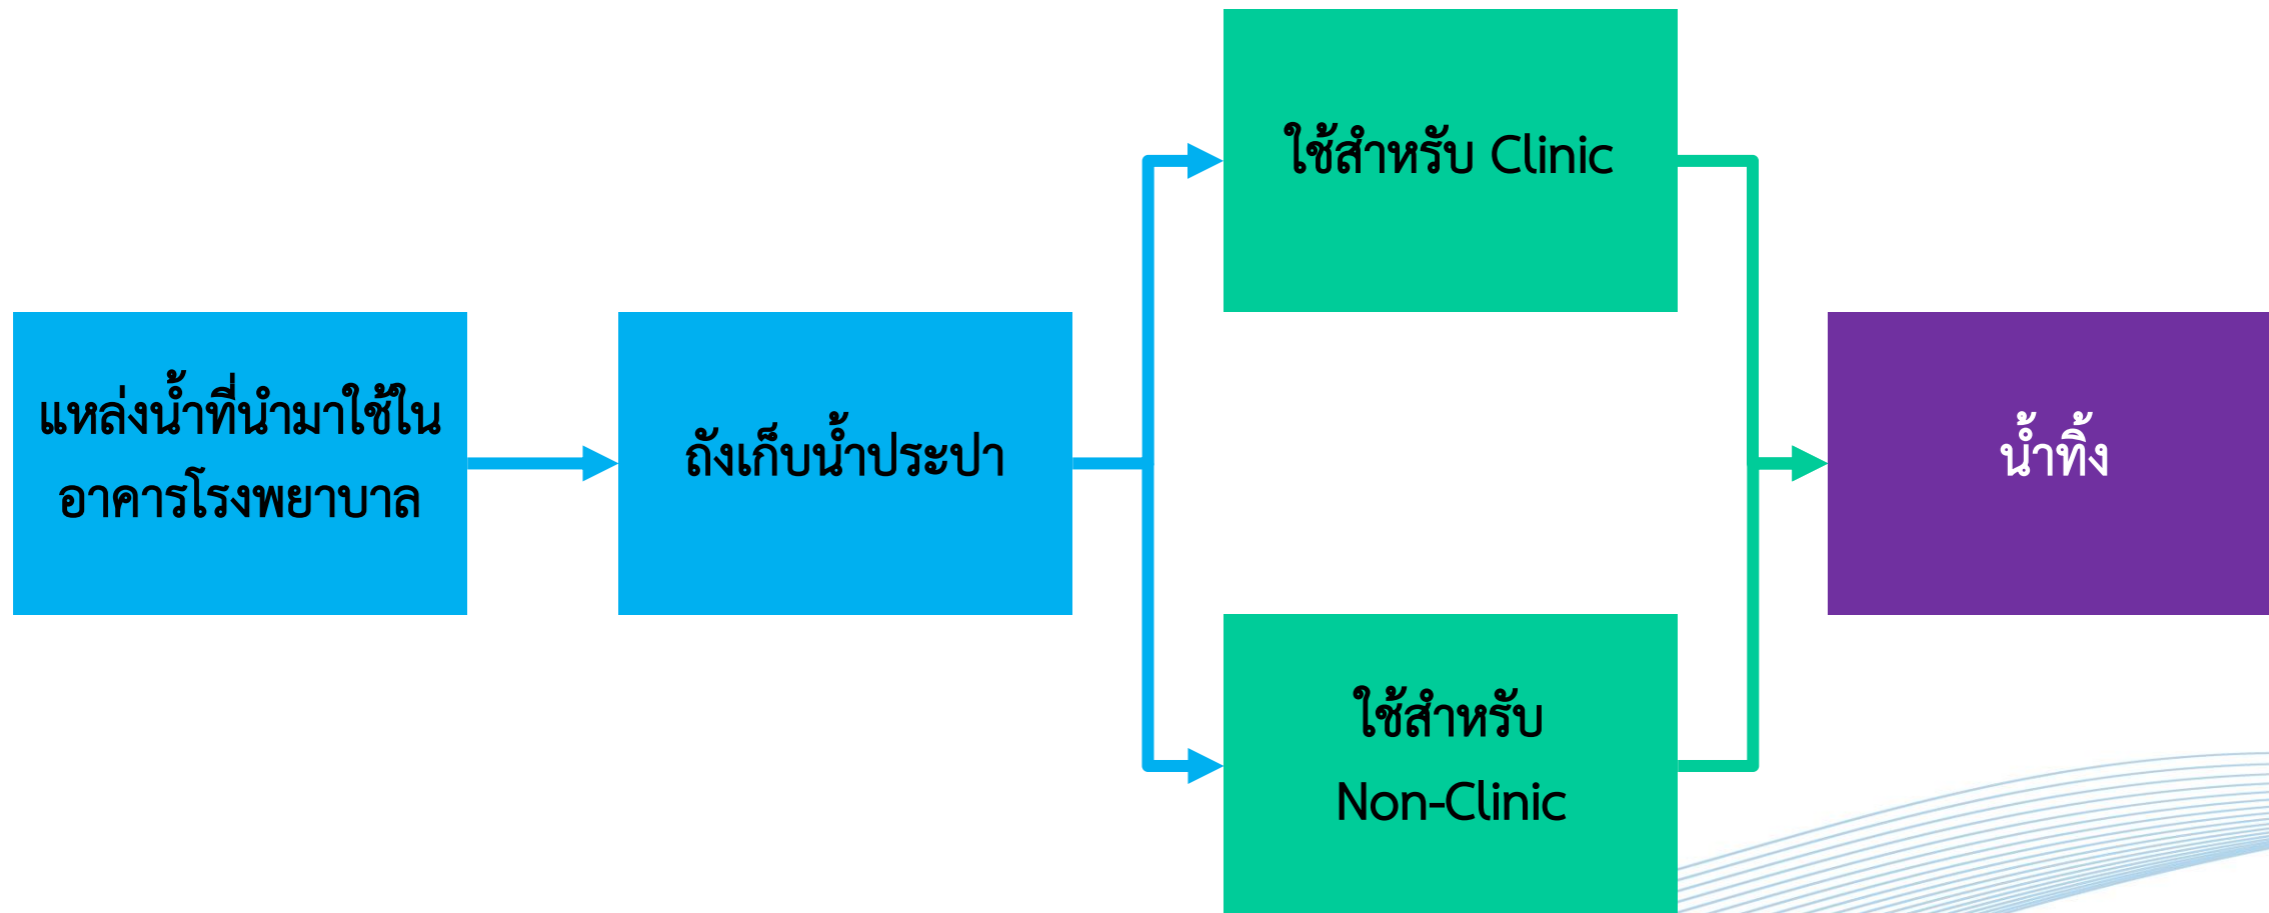 แหล่งน้ำที่นำมาใช้ใน
อาคารโรงพยาบาล
ถังเก็บน้ำประปา
ใช้สำหรับ Clinic
ใช้สำหรับ
Non-Clinic
น้ำทิ้ง